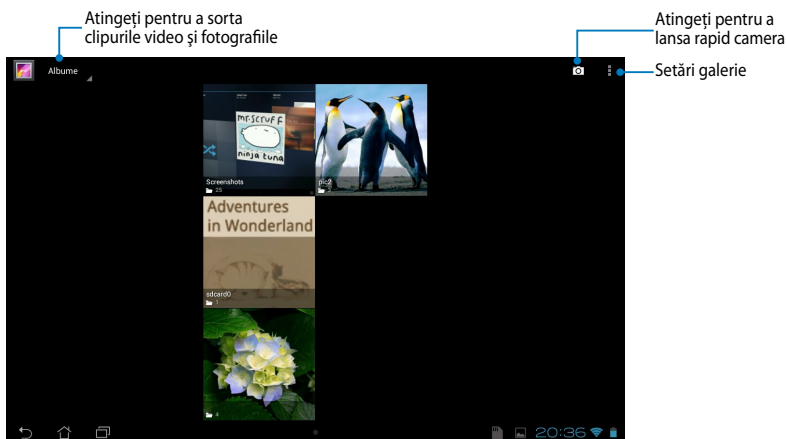 Atingeți pentru a sorta
clipurile video și fotografiile
Atingeți pentru a
lansa rapid camera
Setări galerie
Albume
mr.scruff
ninja tuna
Screenshots
25
pic2
Adventures
in Wonderland
sdcard0
1
4
20:36